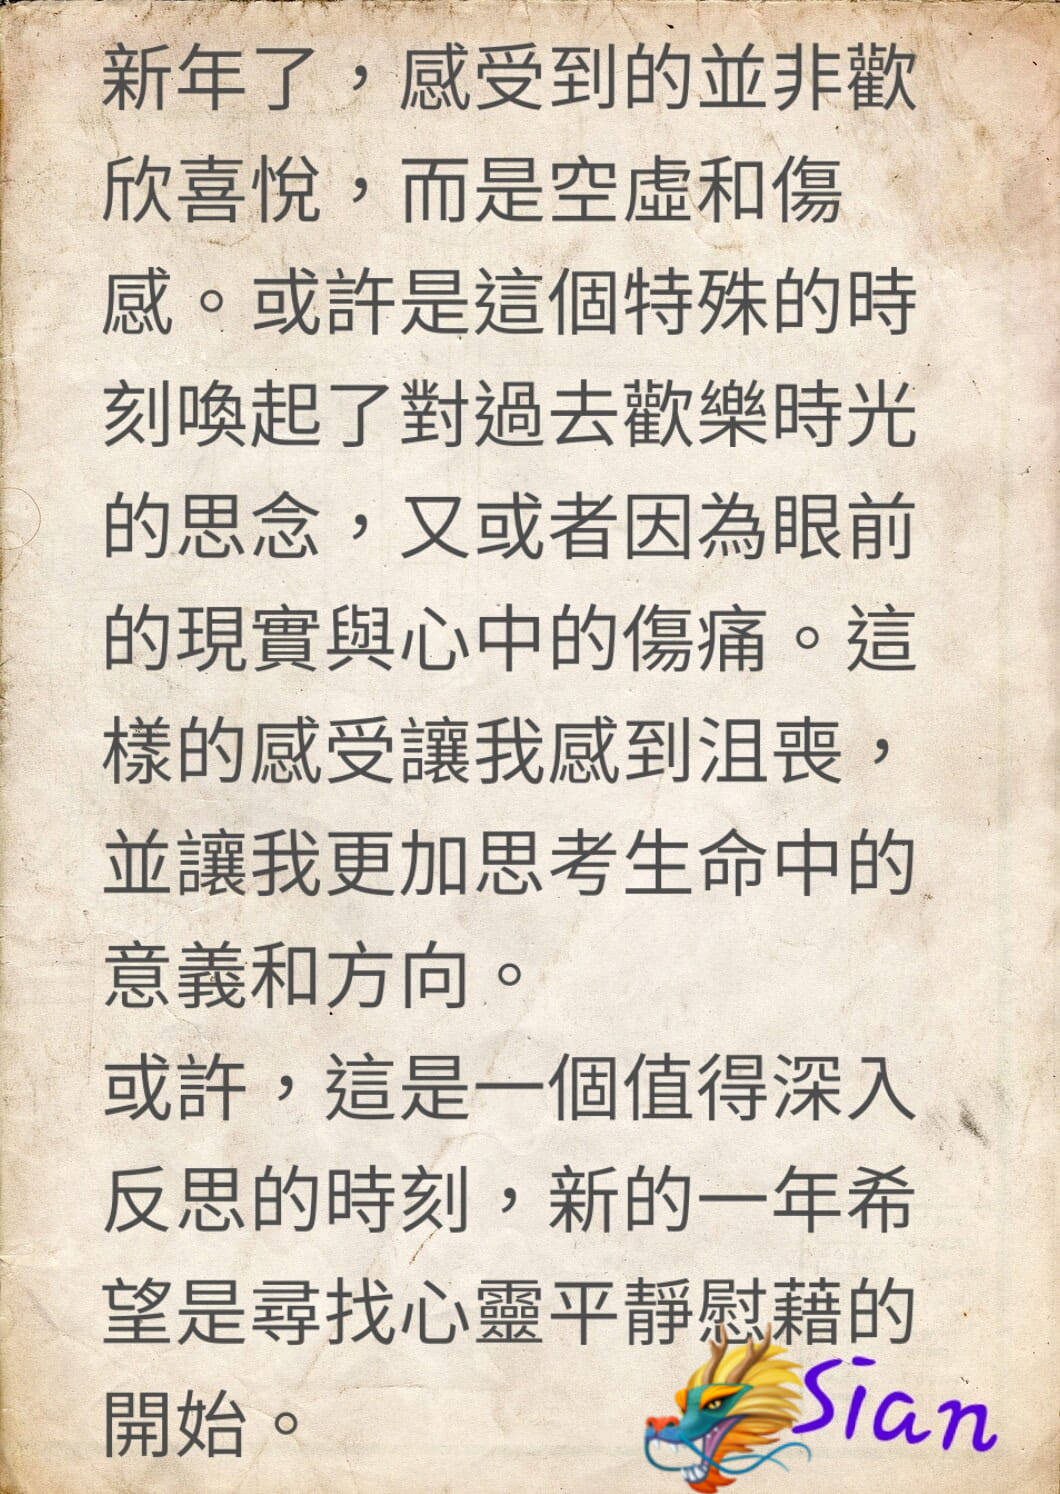 新年了，感受到的並非歡
欣喜悅，而是空虛和傷
感。或許是這個特殊的時
刻喚起了對過去歡樂時光
的思念，又或者因為眼前
的現實與心中的傷痛。這
樣的感受讓我感到沮喪，
並讓我更加思考生命中的
意義和方向。
或許，這是一個值得深入
反思的時刻，新的一年希
望是尋找心靈平靜慰藉的
開始。
Sian